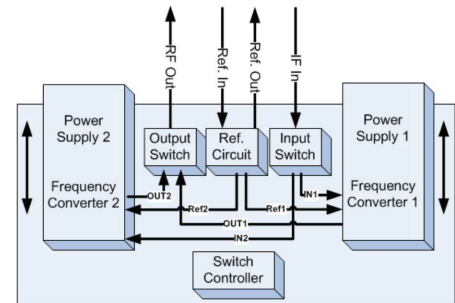 RF Out
Ref. In
Ref. Out
IF In
Power
Supply 2
Frequency
Converter 2
Output
Switch
Ref.
Circuit
Input
Switch
Power
Supply 1
Frequency
Converter 1
OUT2
IN1
Ref2
Ref1
OUT1
IN2
Switch
Controller